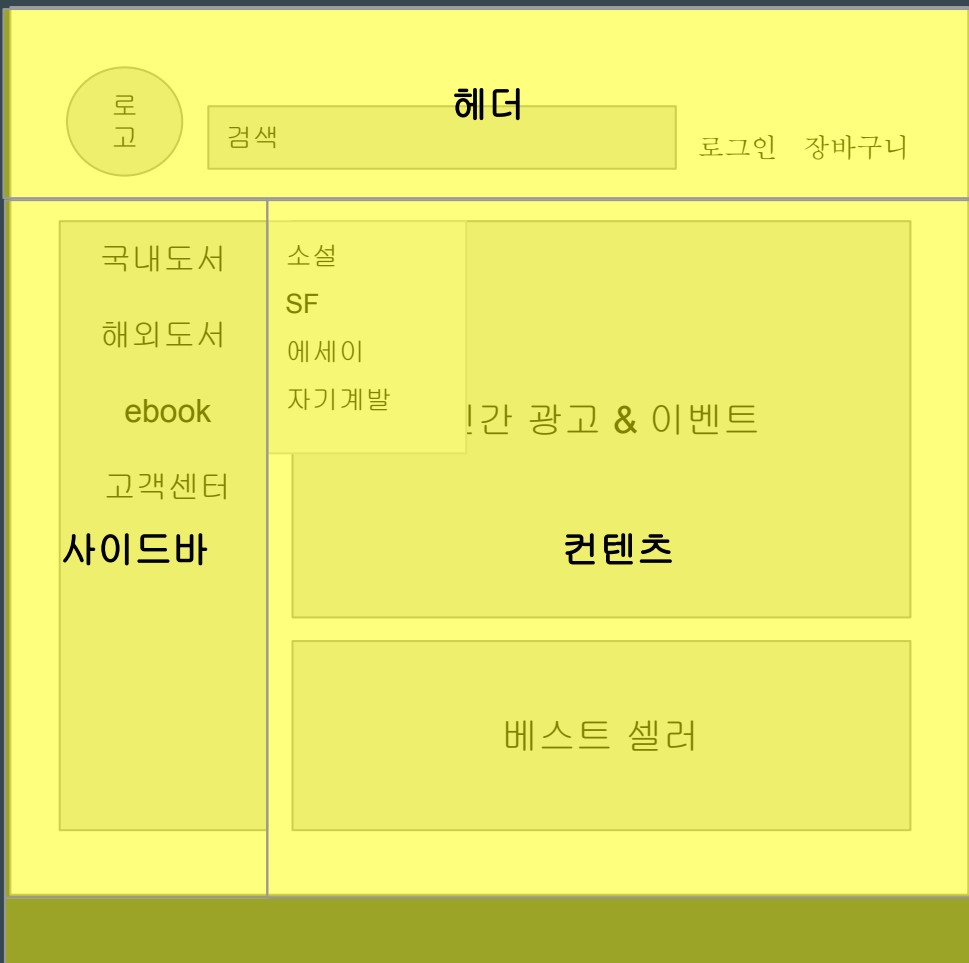 헤더
로
고
검색
로그인 장바구니
국내도서
해외도서
ebook
고객센터
사이드바
소설
SF
에세이
자기계발
간 광고 & 이벤트
컨텐츠
베스트 셀러